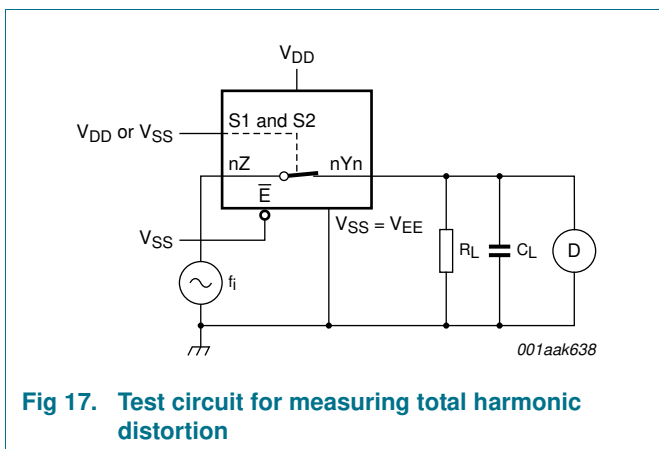 VDD
S1 and S2
VDD or VSS
nZ
nYn
E
VSS = VEE
VSS
RL
CL
D
fi
001aak638
Fig 17. Test circuit for measuring total harmonic
distortion